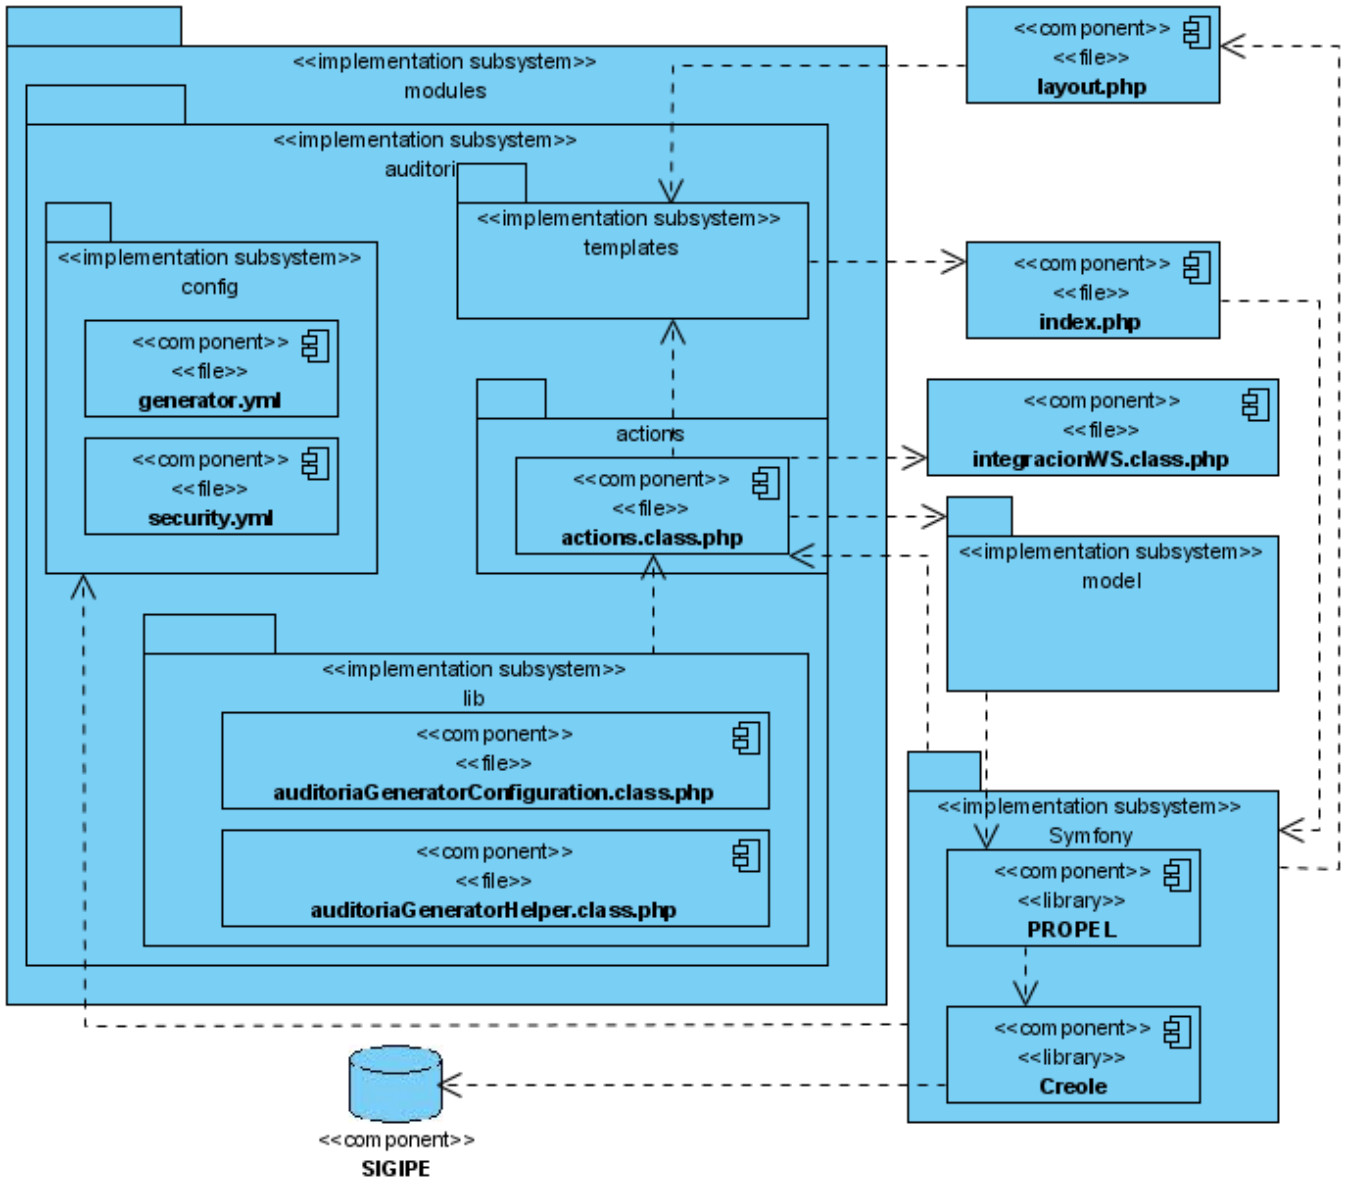 <<implementation subsystem>>
modules
<<implementation subsystem>>
auditori
<<implementation subsystem>>
config
<<component>>
<<file>>
generator.yml
<<component>>
<<file>>
security.yml
<<implementation subsystem>>
templates
actions
<<component>>
<<file>>
actions.class.php
<<implementation subsystem>>
lib
<<component>>
<<file>>
auditoriaGeneratorConfiguration.class.php
<<component>>
<<file>>
auditoriaGeneratorHelper.class.php
<<component>>
<<file>>
layout.php
<<component>>
<<file>>
index.php
<<component>>
<<file>>
integracionWS.class.php
<<implementation subsystem>>
model
<<implementation subsystem>>
Symfony
<<component>>
<<library>>
PROPEL
<<component>>
<<library>>
Creole
<<component>>
SIGIPE